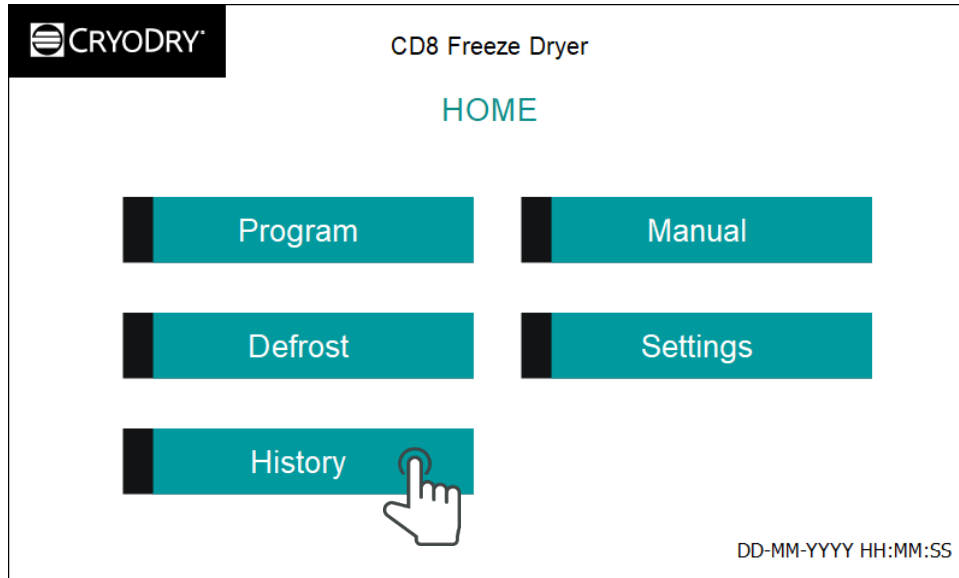 CRYODRY
CD8 Freeze Dryer
HOME
Program
Manual
Defrost
Settings
History
DD-MM-YYYY HH:MM:SS